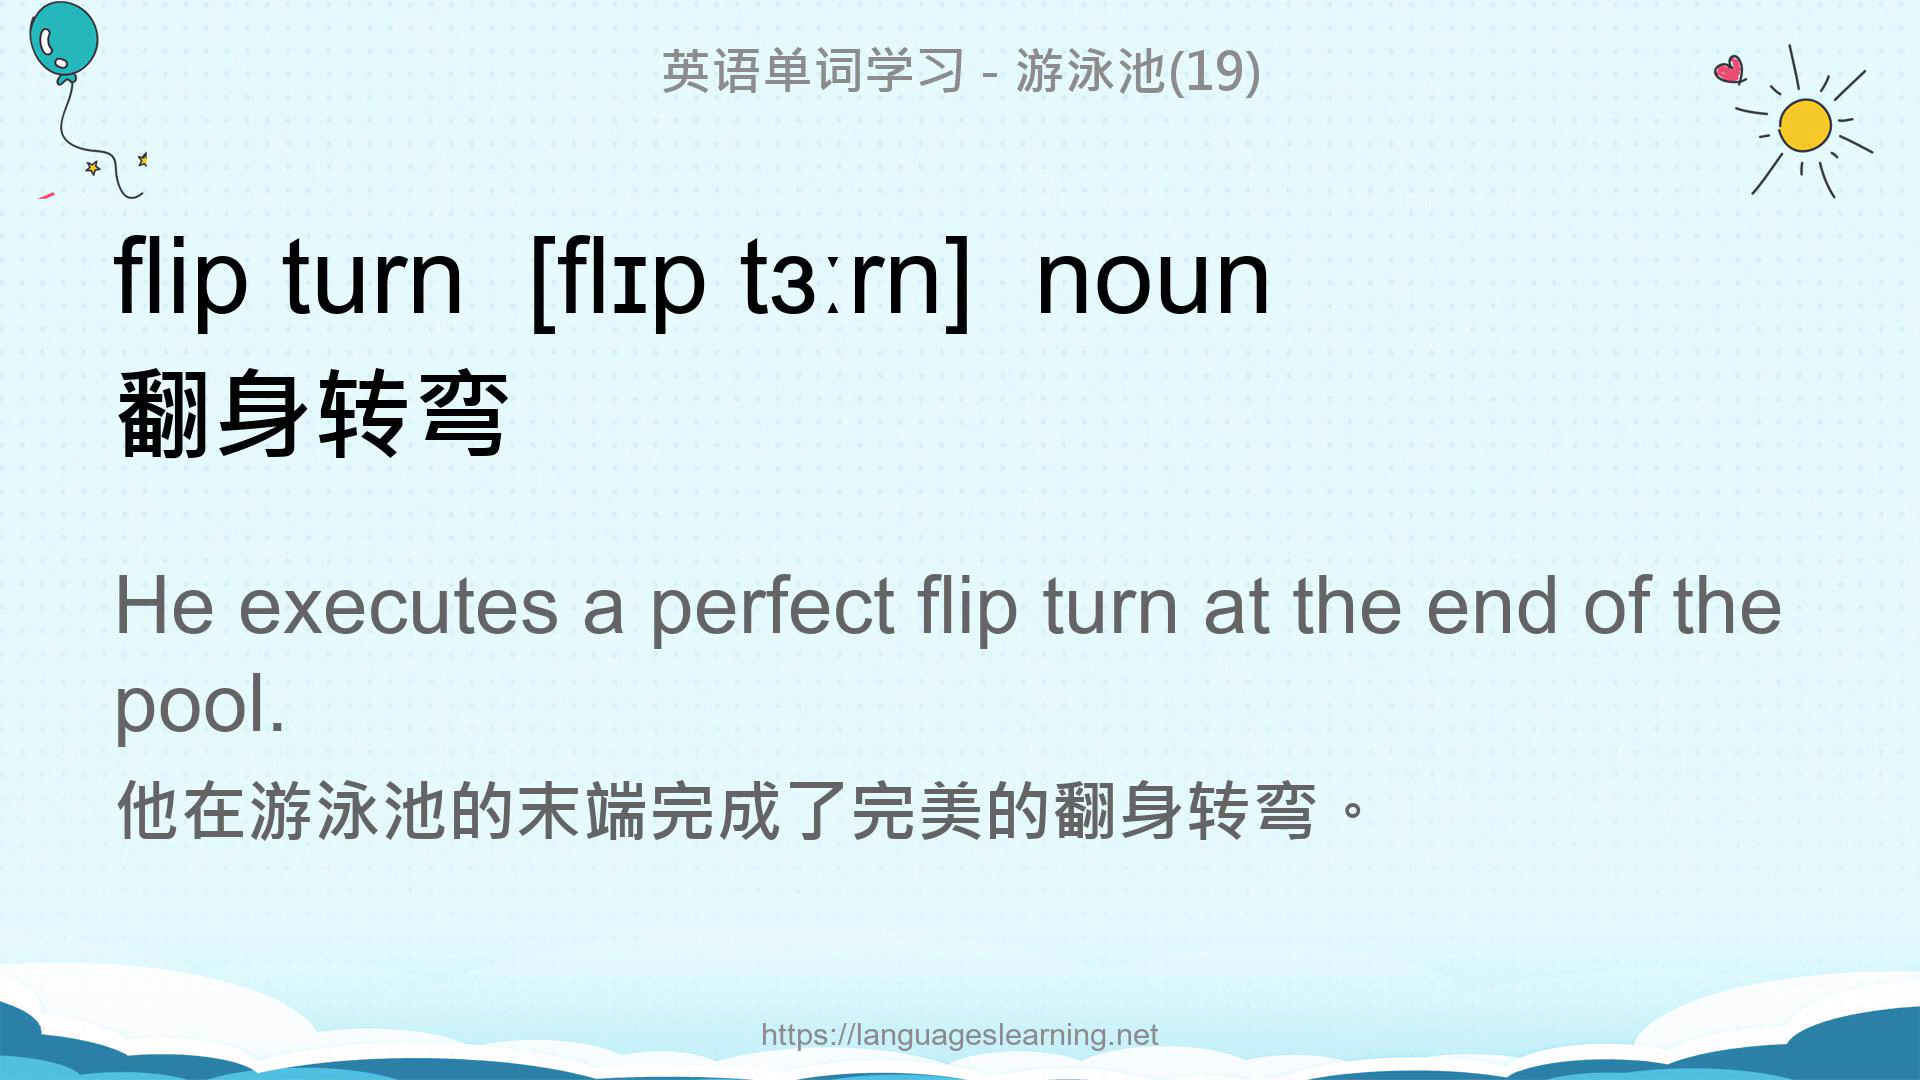 英语单词学习 - 游泳池(19)
flip turn [flɪp tɜːrn] noun
翻身转弯
He executes a perfect flip turn at the end of the
pool.
他在游泳池的末端完成了完美的翻身转弯。
https://languageslearning.net